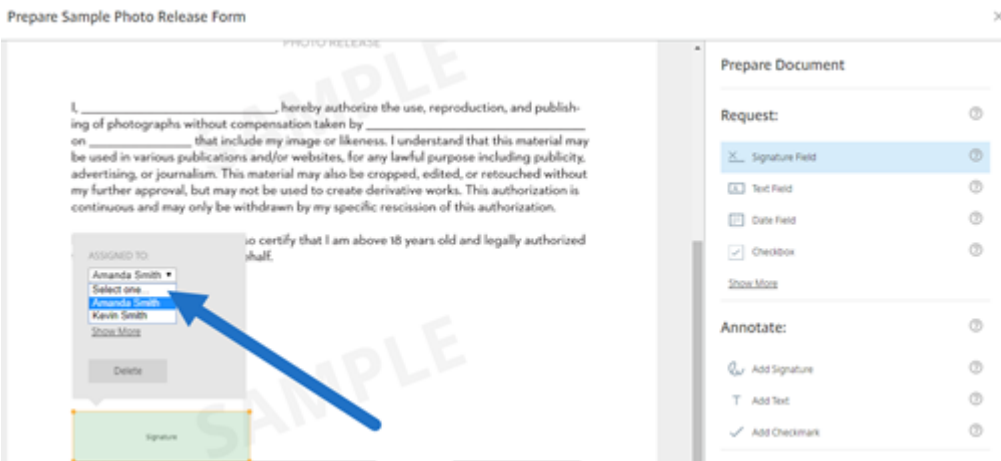 Prepare Sample Photo Release Form
PHOTO RELEASE
SAMPLE
I, ____________________, hereby authorize the use, reproduction, and publish-
ing of photographs without compensation taken by ____________________
on ____________________ that include my image or likeness. I understand that this material may
be used in various publications and/or websites, for any lawful purpose including publicity,
advertising, or journalism. This material may also be cropped, edited, or retouched without
my further approval, but may not be used to create derivative works. This authorization is
continuous and may only be withdrawn by my specific rescission of this authorization.
so certify that I am above 18 years old and legally authorized
ehalf.
ASSIGNED TO:
Amanda Smith
Select one...
Amanda Smith
Kevin Smith
Show More
Delete
SAMPLE
Signature
Prepare Document
Request:
Signature Field
Text Field
Date Field
Checkbox
Show More
Annotate:
Add Signature
Add Text
Add Checkmark